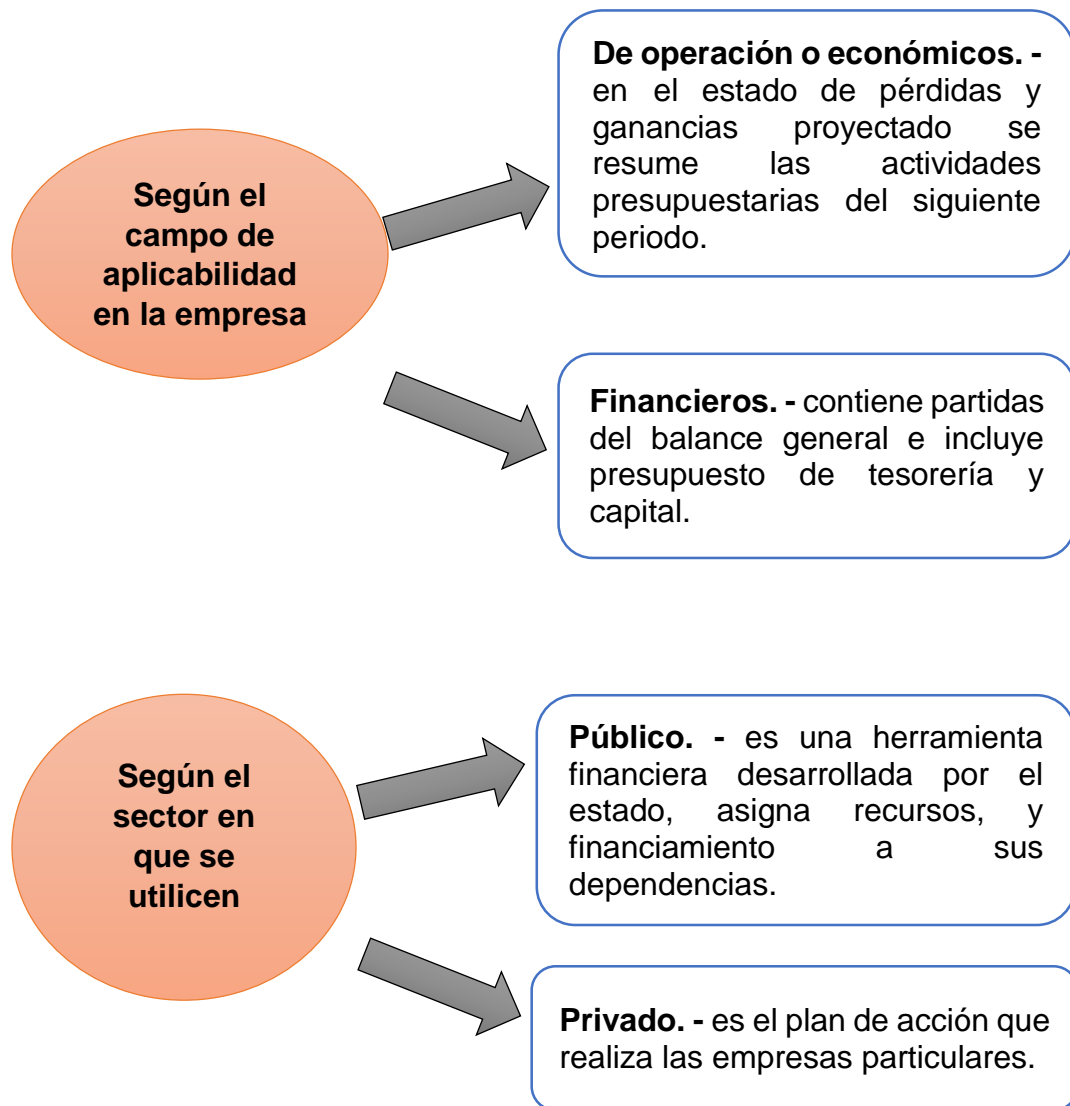 Según el
campo de
aplicabilidad
en la empresa
De operación o económicos. -
en el estado de pérdidas y
ganancias proyectado se
resume las actividades
presupuestarias del siguiente
periodo.
Financieros. - contiene partidas
del balance general e incluye
presupuesto de tesorería y
capital.
Según el
sector en
que se
utilicen
Público. - es una herramienta
financiera desarrollada por el
estado, asigna recursos, y
financiamiento a sus
dependencias.
Privado. - es el plan de acción que
realiza las empresas particulares.